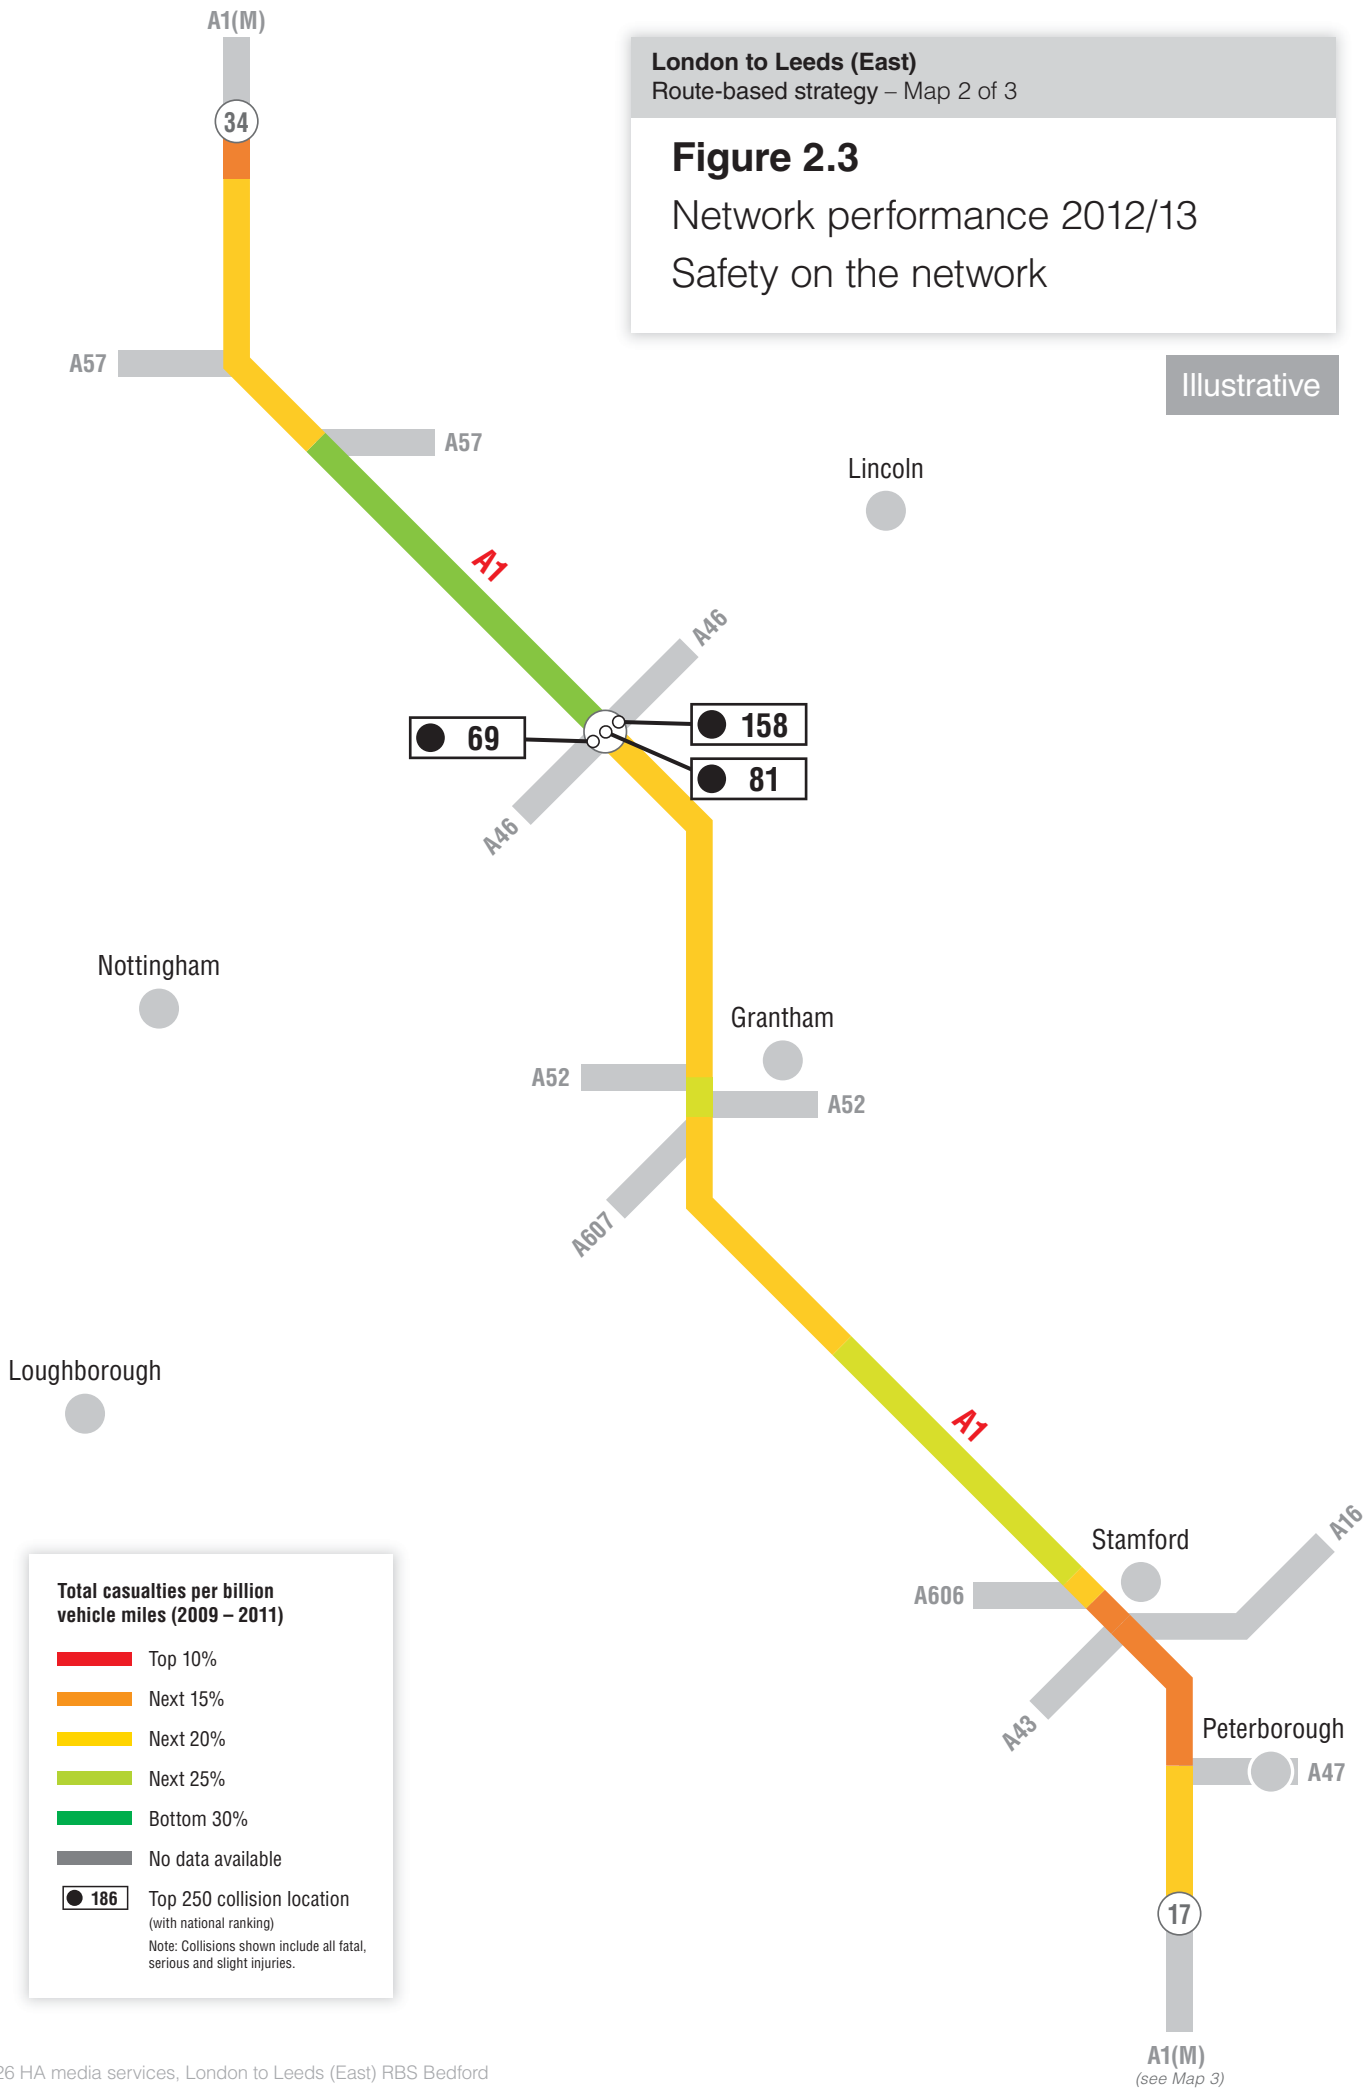 A1(M)
34
London to Leeds (East)
Route-based strategy – Map 2 of 3
Figure 2.3
Network performance 2012/13
Safety on the network
Illustrative
A57
A57
Lincoln
A1
A46
69
158
81
A46
Nottingham
Grantham
A52
A52
A607
Loughborough
A1
A16
Stamford
A606
A43
Peterborough
A47
17
A1(M)
(see Map 3)
Total casualties per billion
vehicle miles (2009 – 2011)
Top 10%
Next 15%
Next 20%
Next 25%
Bottom 30%
No data available
186 Top 250 collision location
(with national ranking)
Note: Collisions shown include all fatal,
serious and slight injuries.
26 HA media services, London to Leeds (East) RBS Bedford